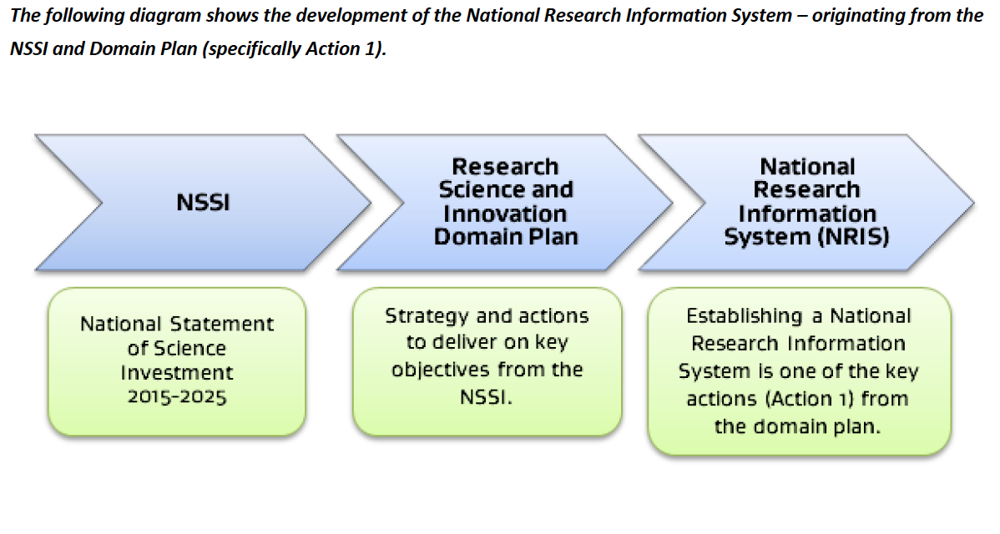 The following diagram shows the development of the National Research Information System – originating from the
NSSI and Domain Plan (specifically Action 1).
NSSI
Research
Science and
Innovation
Domain Plan
National
Research
Information
System (NRIS)
National Statement
of Science
Investment
2015-2025
Strategy and actions
to deliver on key
objectives from the
NSSI.
Establishing a National
Research Information
System is one of the key
actions (Action 1) from
the domain plan.